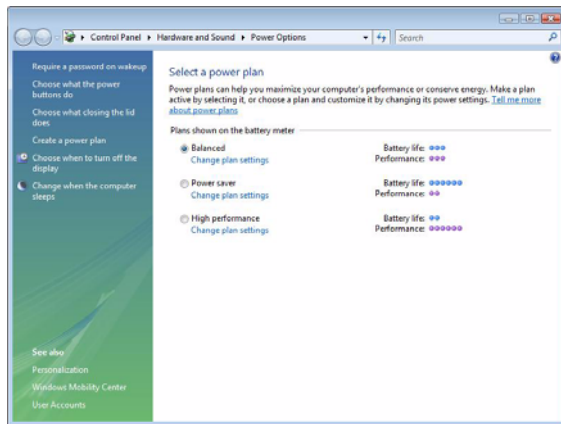 Control Panel ▸ Hardware and Sound ▸ Power Options
Search
Require a password on wakeup
Choose what the power
buttons do
Choose what closing the lid
does
Create a power plan
Choose when to turn off the
display
Change when the computer
sleeps
See also
Personalization
Windows Mobility Center
User Accounts
Select a power plan
Power plans can help you maximize your computer's performance or conserve energy. Make a plan
active by selecting it, or choose a plan and customize it by changing its power settings. Tell me more
about power plans
Plans shown on the battery meter
Balanced Battery life:
Change plan settings Performance:
Power saver Battery life:
Change plan settings Performance:
High performance Battery life:
Change plan settings Performance: